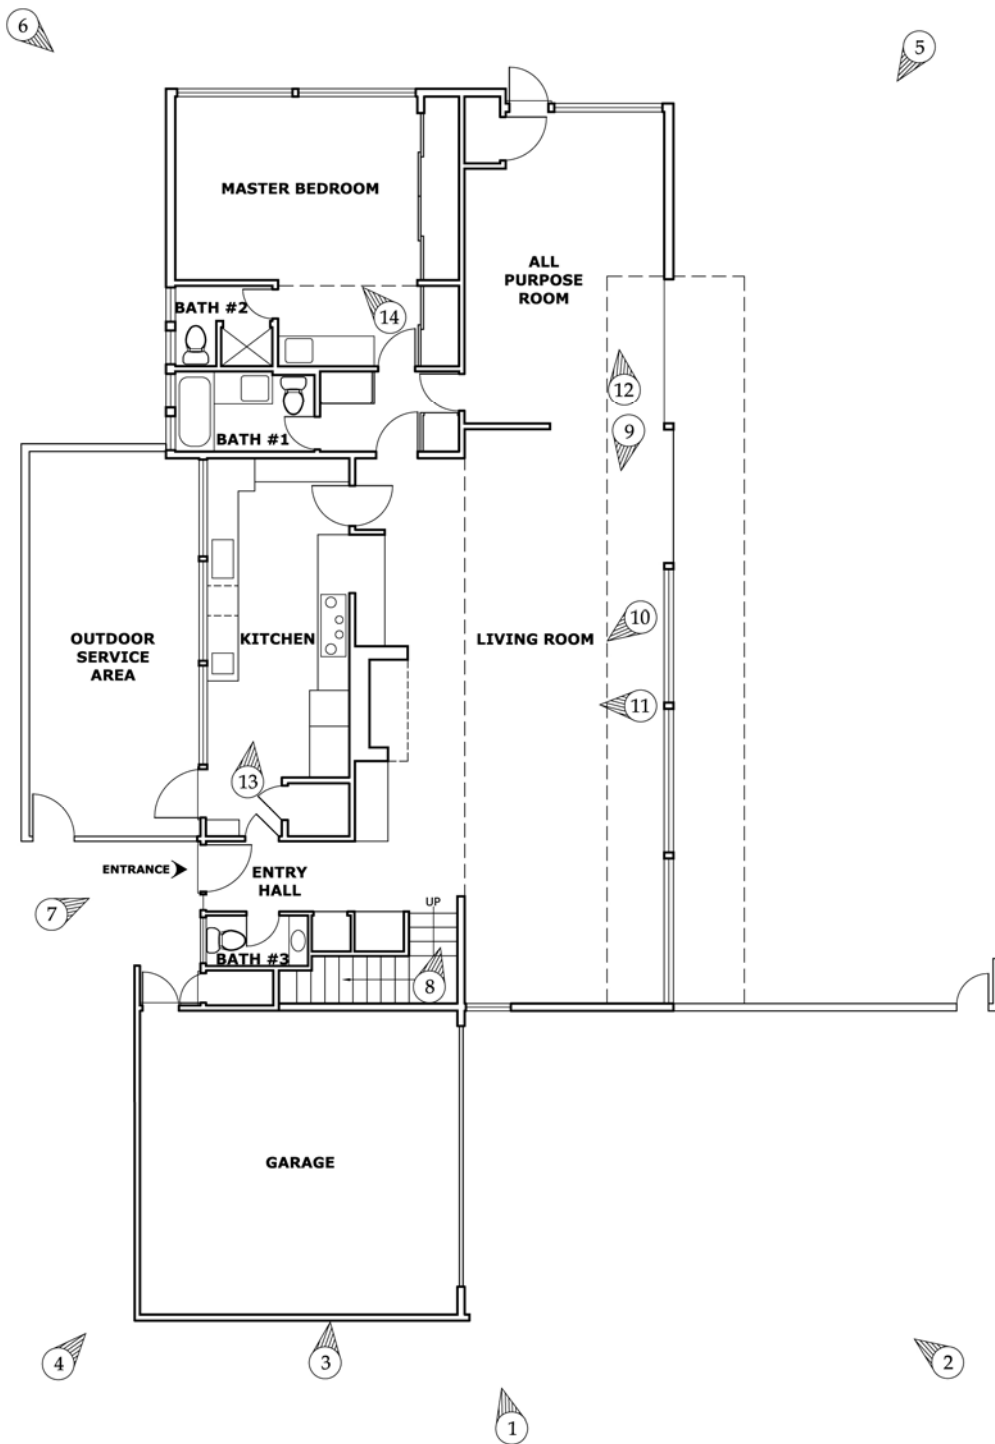 6
5
MASTER BEDROOM
ALL
PURPOSE
ROOM
BATH #2
14
12
9
BATH #1
OUTDOOR
SERVICE
AREA
KITCHEN
LIVING ROOM
10
11
13
ENTRANCE
ENTRY
HALL
UP
7
BATH #3
8
GARAGE
4
3
2
1